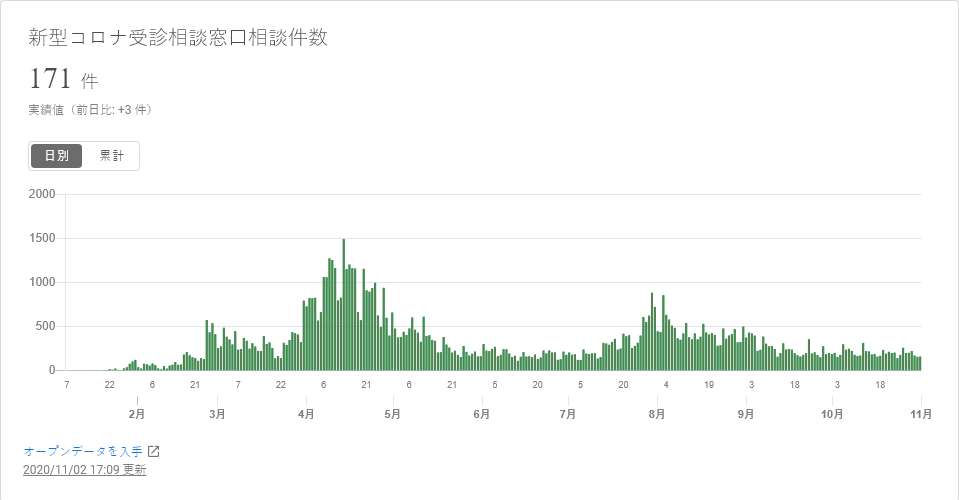 新型コロナ受診相談窓口相談件数
171 件
実績値（前日比: +3 件）
日別 累計
2000
1500
1000
500
0
7 22 6 21 7 22 6 21 6 21 5 20 5 20 4 19 3 18 3 18
2月 3月 4月 5月 6月 7月 8月 9月 10月 11月
オープンデータを入手
2020/11/02 17:09 更新